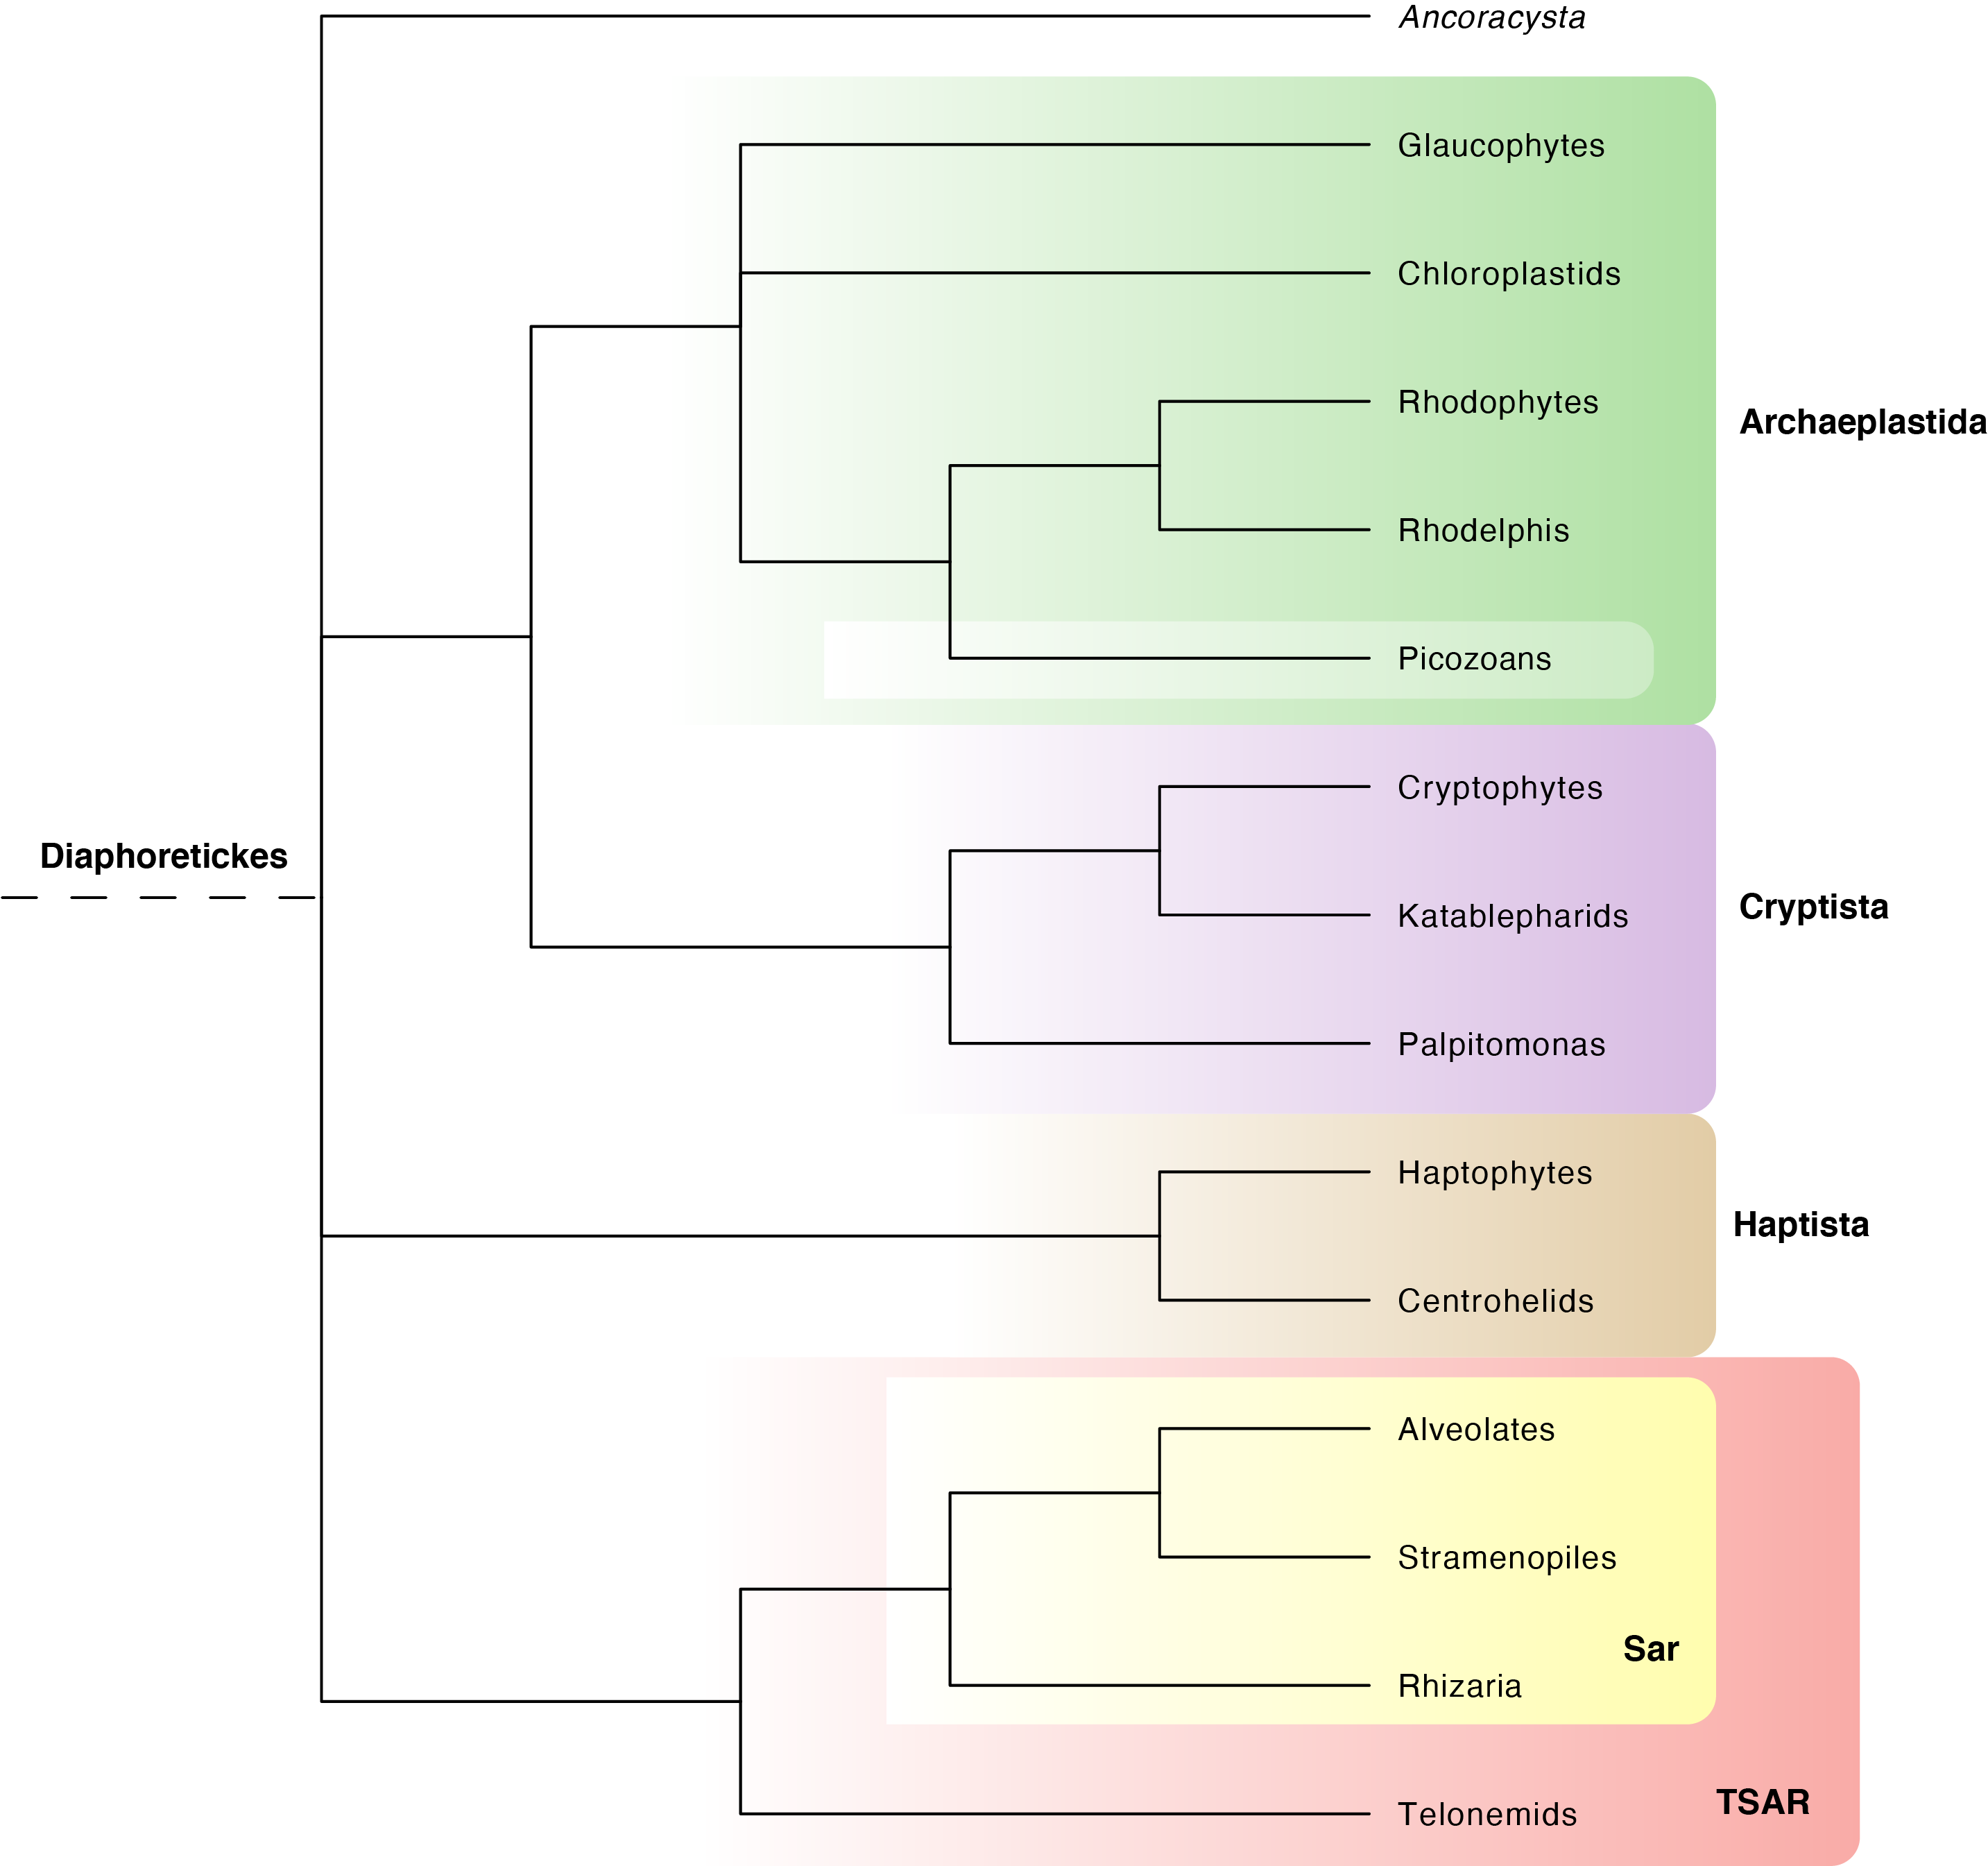 Ancoracysta
Glaucophytes
Chloroplastids
Rhodophytes
Archaeplastida
Rhodelphis
Picozoans
Cryptophytes
Diaphoretickes
Katablepharids
Cryptista
Palpitomonas
Haptophytes
Haptista
Centrohelids
Alveolates
Stramenopiles
Sar
Rhizaria
TSAR
Telonemids